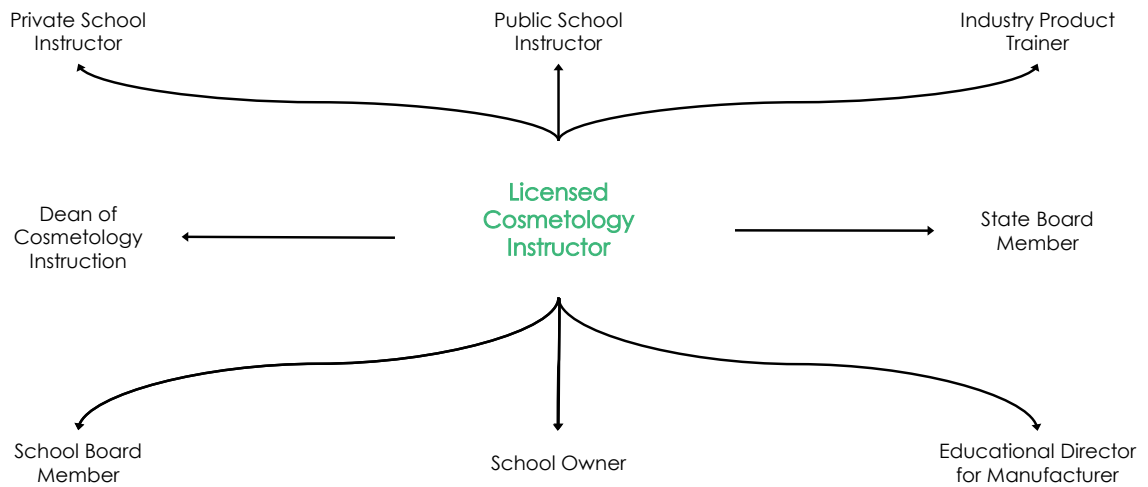 Private School
Instructor
Public School
Instructor
Industry Product
Trainer
Dean of
Cosmetology
Instruction
Licensed
Cosmetology
Instructor
State Board
Member
School Board
Member
School Owner
Educational Director
for Manufacturer